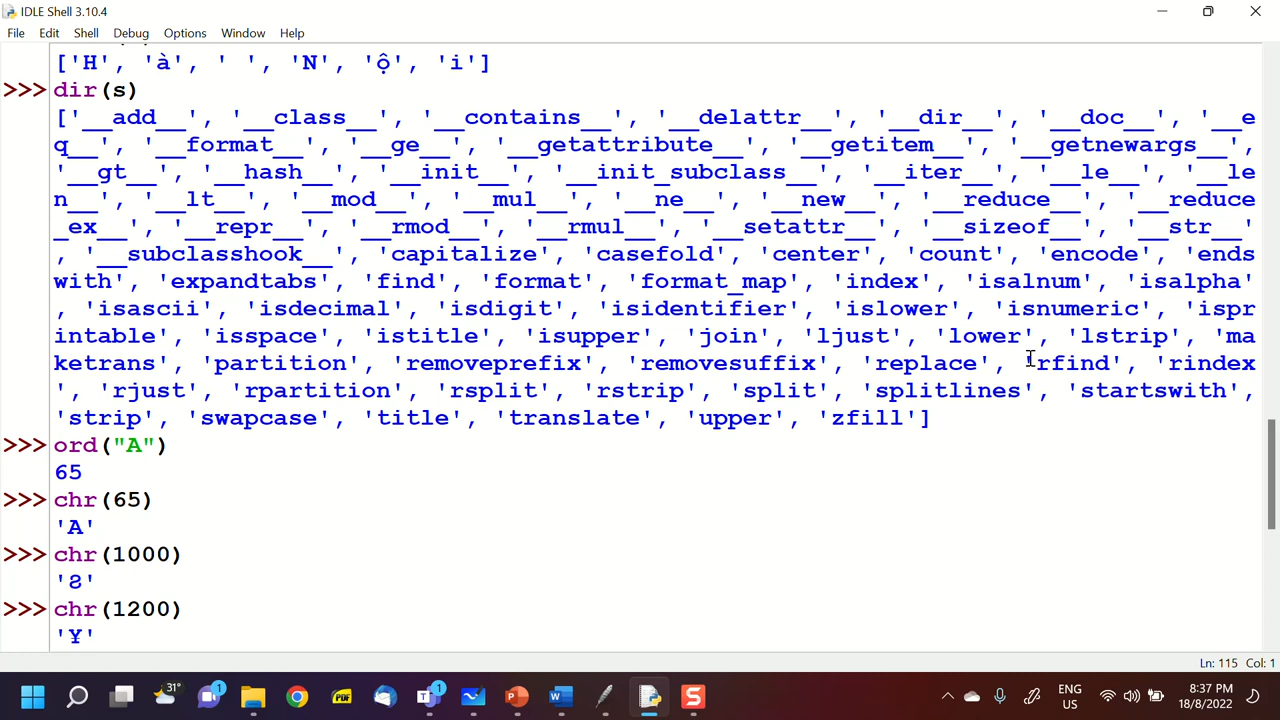 IDLE Shell 3.10.4
File Edit Shell Debug Options Window Help
['H', 'à', ' ', 'N', 'ộ', 'i']
>>> dir(s)
['__add__', '__class__', '__contains__', '__delattr__', '__dir__', '__doc__', '__e
q__', '__format__', '__ge__', '__getattribute__', '__getitem__', '__getnewargs__',
'__gt__', '__hash__', '__init__', '__init_subclass__', '__iter__', '__le__', '__le
n__', '__lt__', '__mod__', '__mul__', '__ne__', '__new__', '__reduce__', '__reduce
_ex__', '__repr__', '__rmod__', '__rmul__', '__setattr__', '__sizeof__', '__str__'
, '__subclasshook__', 'capitalize', 'casefold', 'center', 'count', 'encode', 'ends
with', 'expandtabs', 'find', 'format', 'format_map', 'index', 'isalnum', 'isalpha'
, 'isascii', 'isdecimal', 'isdigit', 'isidentifier', 'islower', 'isnumeric', 'ispr
intable', 'isspace', 'istitle', 'isupper', 'join', 'ljust', 'lower', 'lstrip', 'ma
ketrans', 'partition', 'removeprefix', 'removesuffix', 'replace', 'rfind', 'rindex
', 'rjust', 'rpartition', 'rsplit', 'rstrip', 'split', 'splitlines', 'startswith',
'strip', 'swapcase', 'title', 'translate', 'upper', 'zfill']
>>> ord("A")
65
>>> chr(65)
'A'
>>> chr(1000)
'Ϩ'
>>> chr(1200)
'Ұ'
Ln: 115 Col: 1
31°
1
PDF
1
ENG
US
8:37 PM
18/8/2022